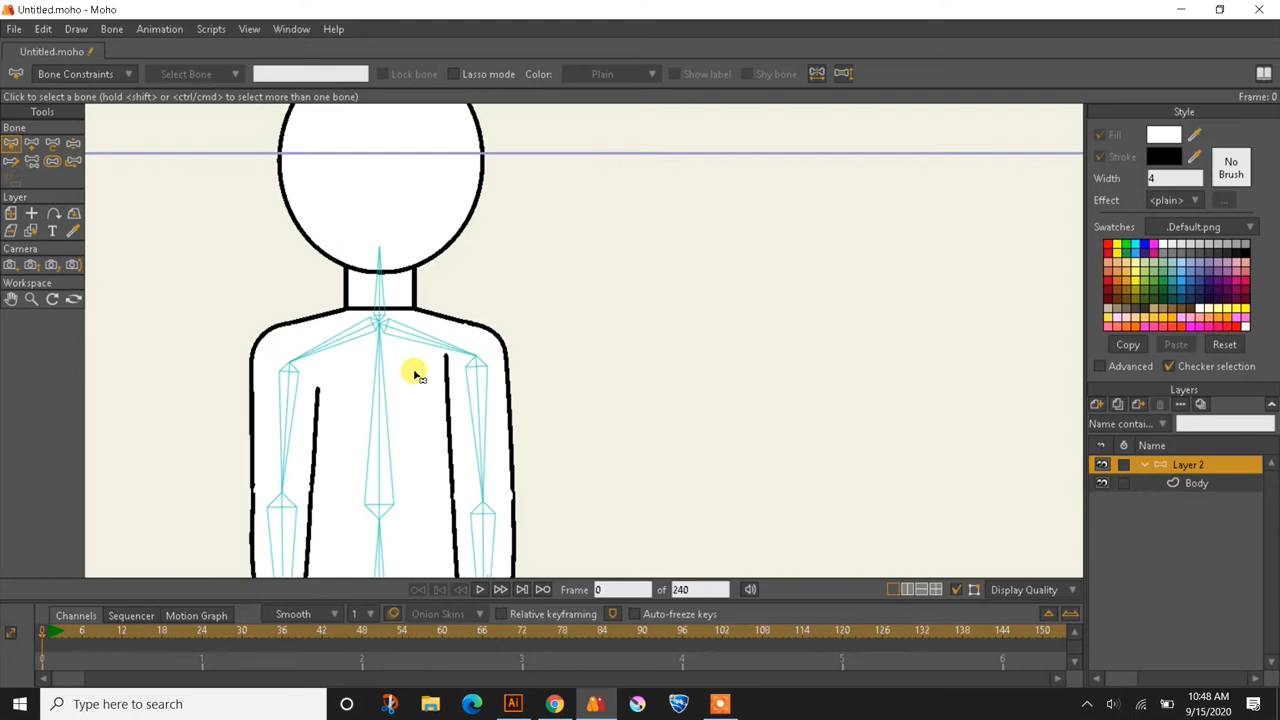 Untitled.moho - Moho
File Edit Draw Bone Animation Scripts View Window Help
Untitled.moho
Bone Constraints Select Bone Lock bone Lasso mode Color: Plain Show label Shy bone
Click to select a bone (hold <shift> or <ctrl/cmd> to select more than one bone) Frame: 0
Tools Style
Bone
Fill
Stroke
No Brush
Width 4
Layer
Effect <plain> ...
Swatches .Default.png
Camera
Workspace
Copy Paste Reset
Advanced Checker selection
Layers
Name contai...
Name
Layer 2
Body
Frame 0 of 240 Display Quality
Channels Sequencer Motion Graph Smooth 1 Onion Skins Relative keyframing Auto-freeze keys
0 6 12 18 24 30 36 42 48 54 60 66 72 78 84 90 96 102 108 114 120 126 132 138 144 150
0 1 2 3 4 5 6
Type here to search
Ai
10:48 AM
9/15/2020